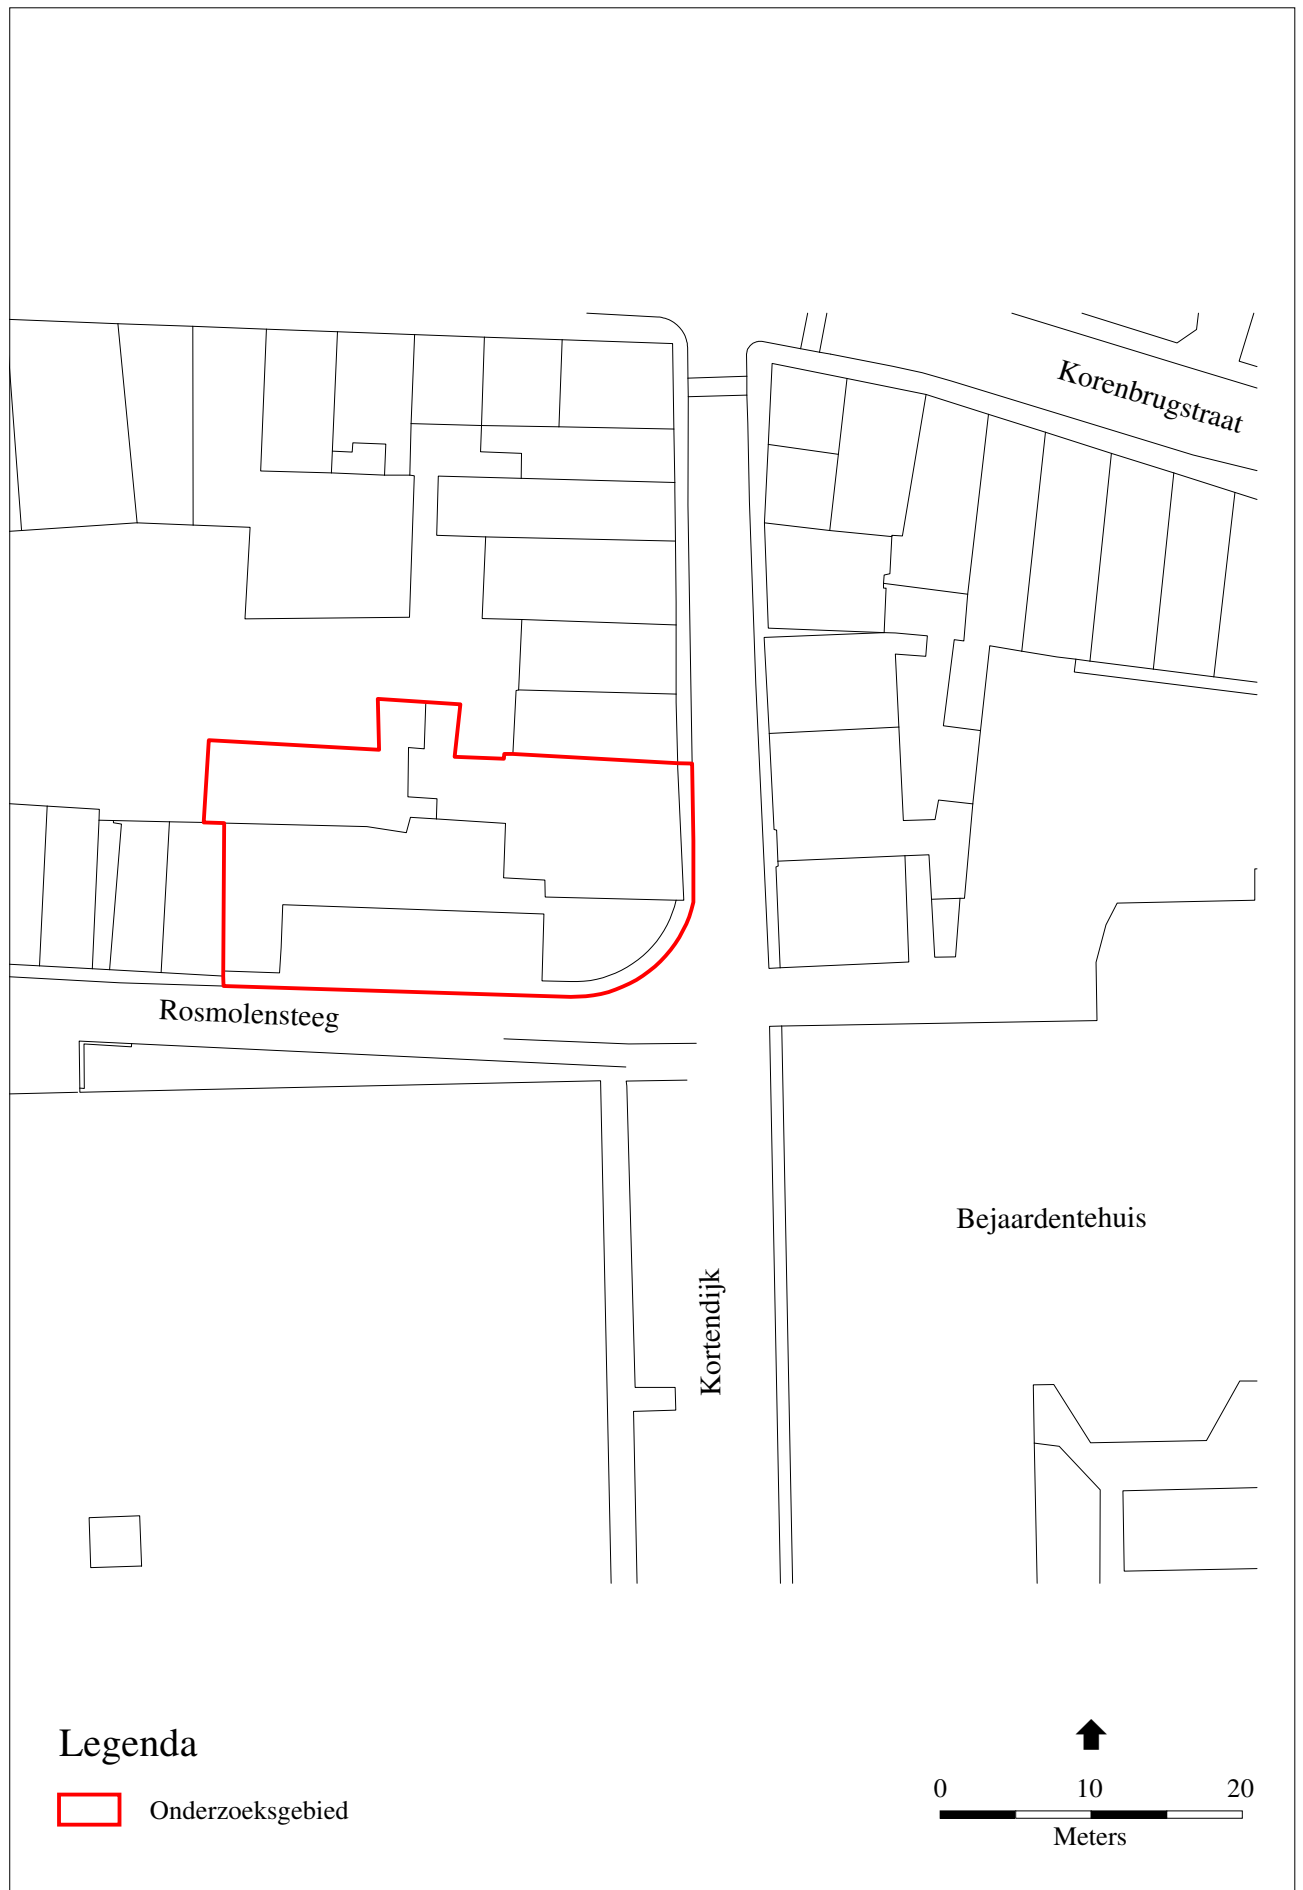 Korenbrugstraat
Rosmolensteeg
Bejaardentehuis
Kortendijk
Legenda
Onderzoeksgebied
0 10 20
Meters